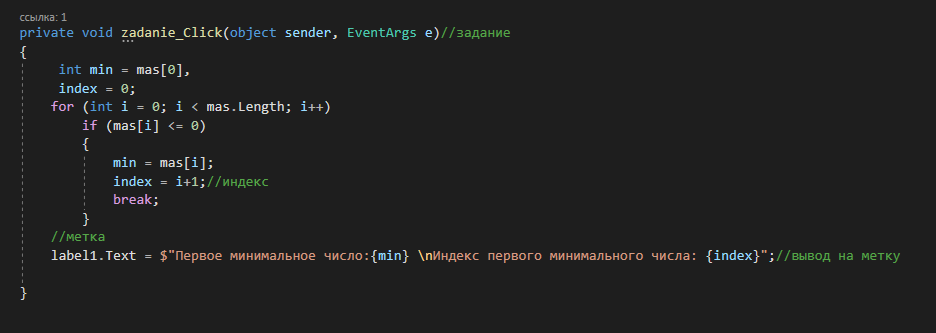 ссылка: 1
private void zadanie_Click(object sender, EventArgs e)//задание
{
int min = mas[0],
index = 0;
for (int i = 0; i < mas.Length; i++)
if (mas[i] <= 0)
{
min = mas[i];
index = i+1;//индекс
break;
}
//метка
label1.Text = $"Первое минимальное число:{min} \nИндекс первого минимального числа: {index}";//вывод на метку
}